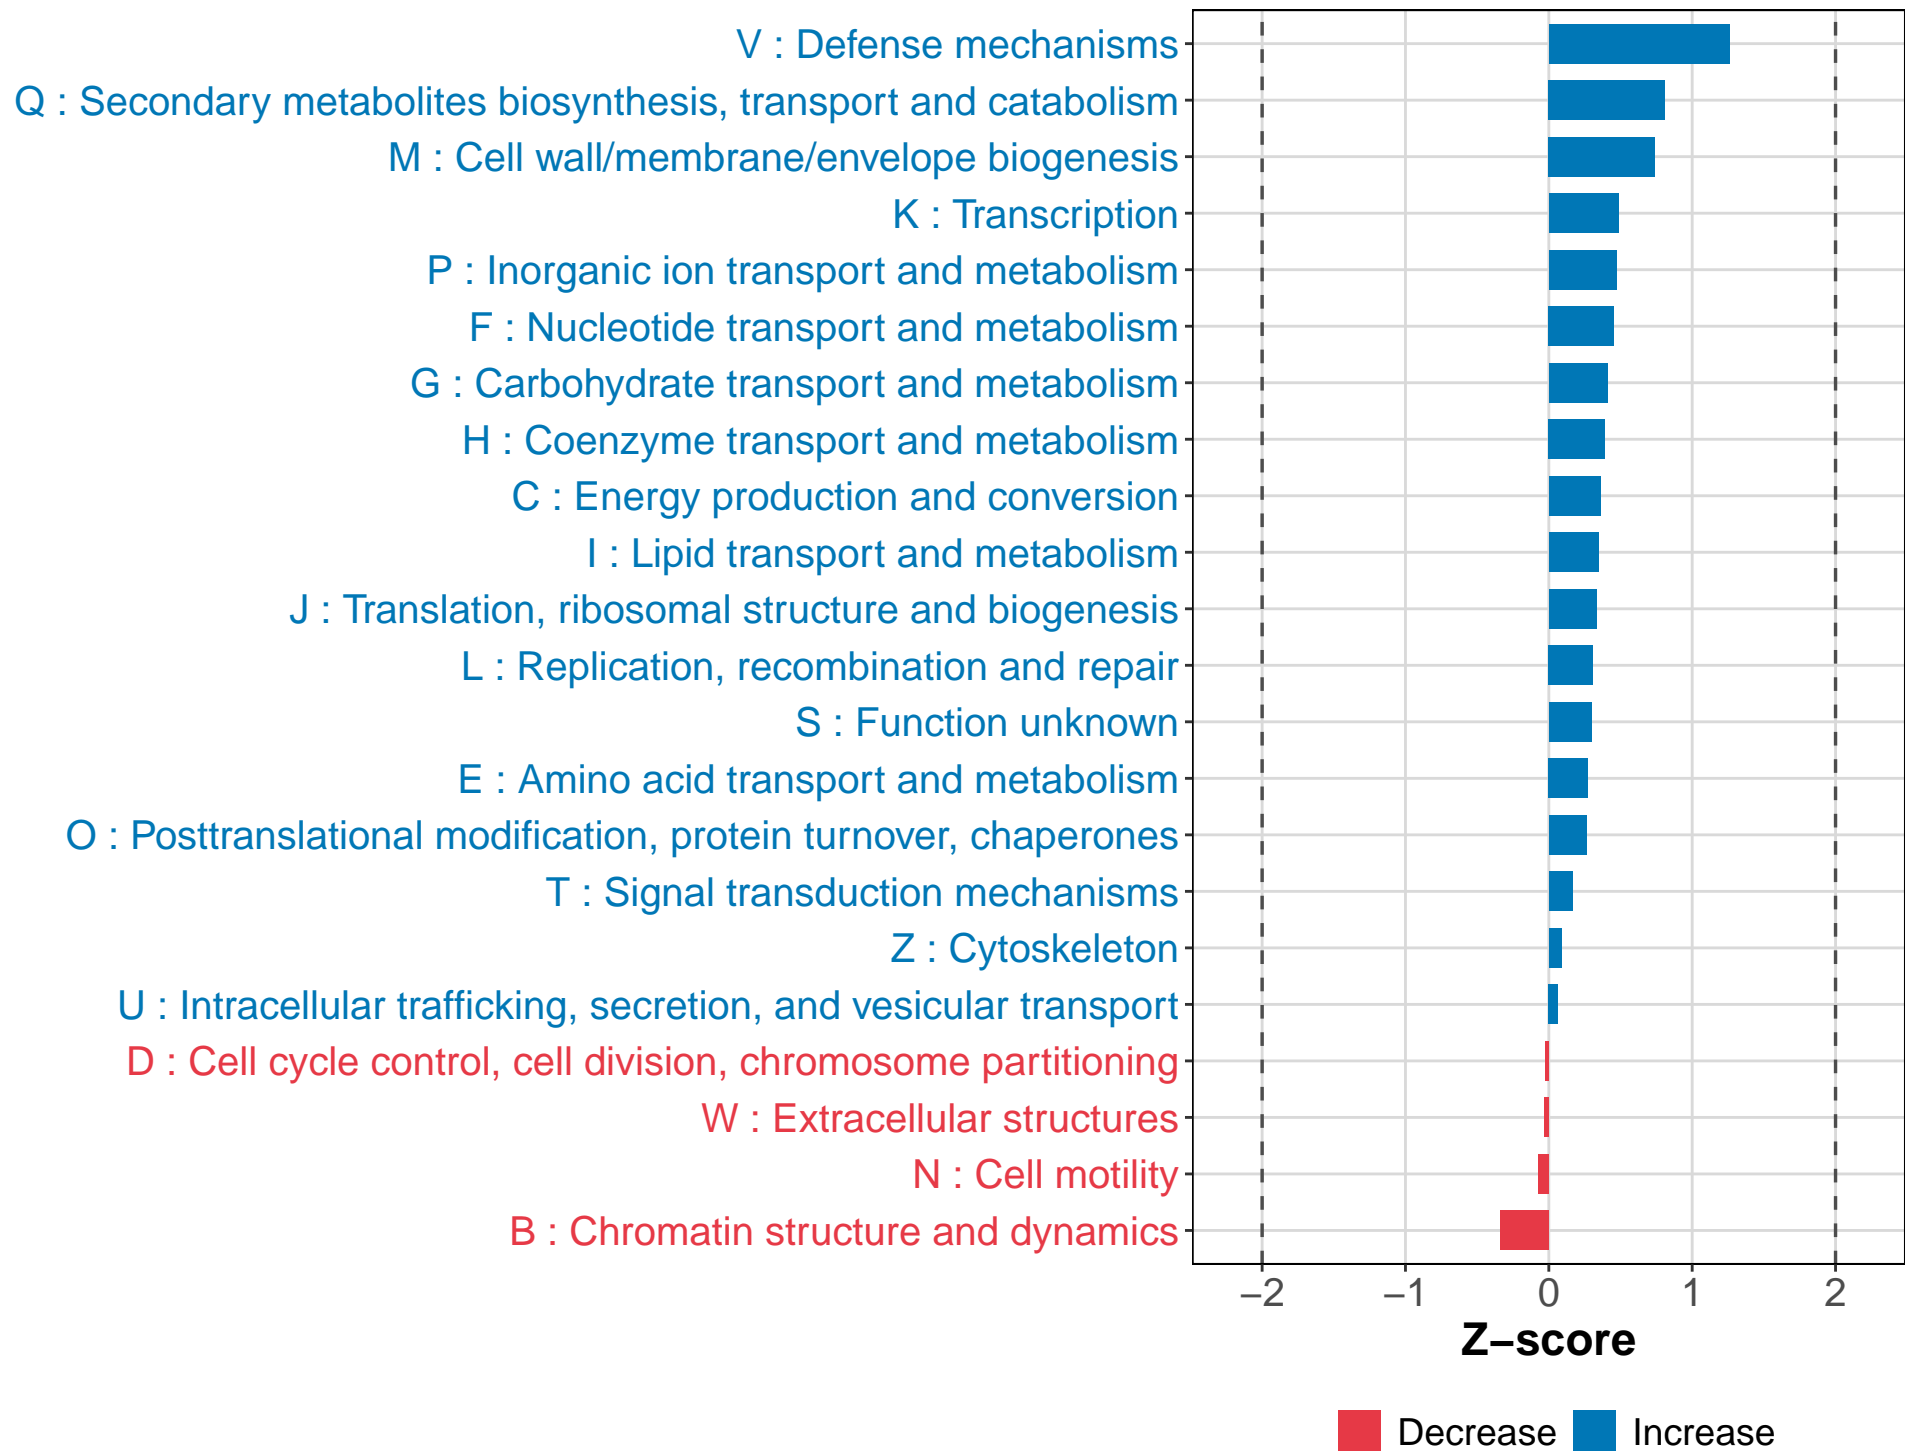 V : Defense mechanisms
Q : Secondary metabolites biosynthesis, transport and catabolism
M : Cell wall/membrane/envelope biogenesis
K : Transcription
P : Inorganic ion transport and metabolism
F : Nucleotide transport and metabolism
G : Carbohydrate transport and metabolism
H : Coenzyme transport and metabolism
C : Energy production and conversion
I : Lipid transport and metabolism
J : Translation, ribosomal structure and biogenesis
L : Replication, recombination and repair
S : Function unknown
E : Amino acid transport and metabolism
O : Posttranslational modification, protein turnover, chaperones
T : Signal transduction mechanisms
Z : Cytoskeleton
U : Intracellular trafficking, secretion, and vesicular transport
D : Cell cycle control, cell division, chromosome partitioning
W : Extracellular structures
N : Cell motility
B : Chromatin structure and dynamics
−2 −1 0 1 2
Z−score
Decrease Increase